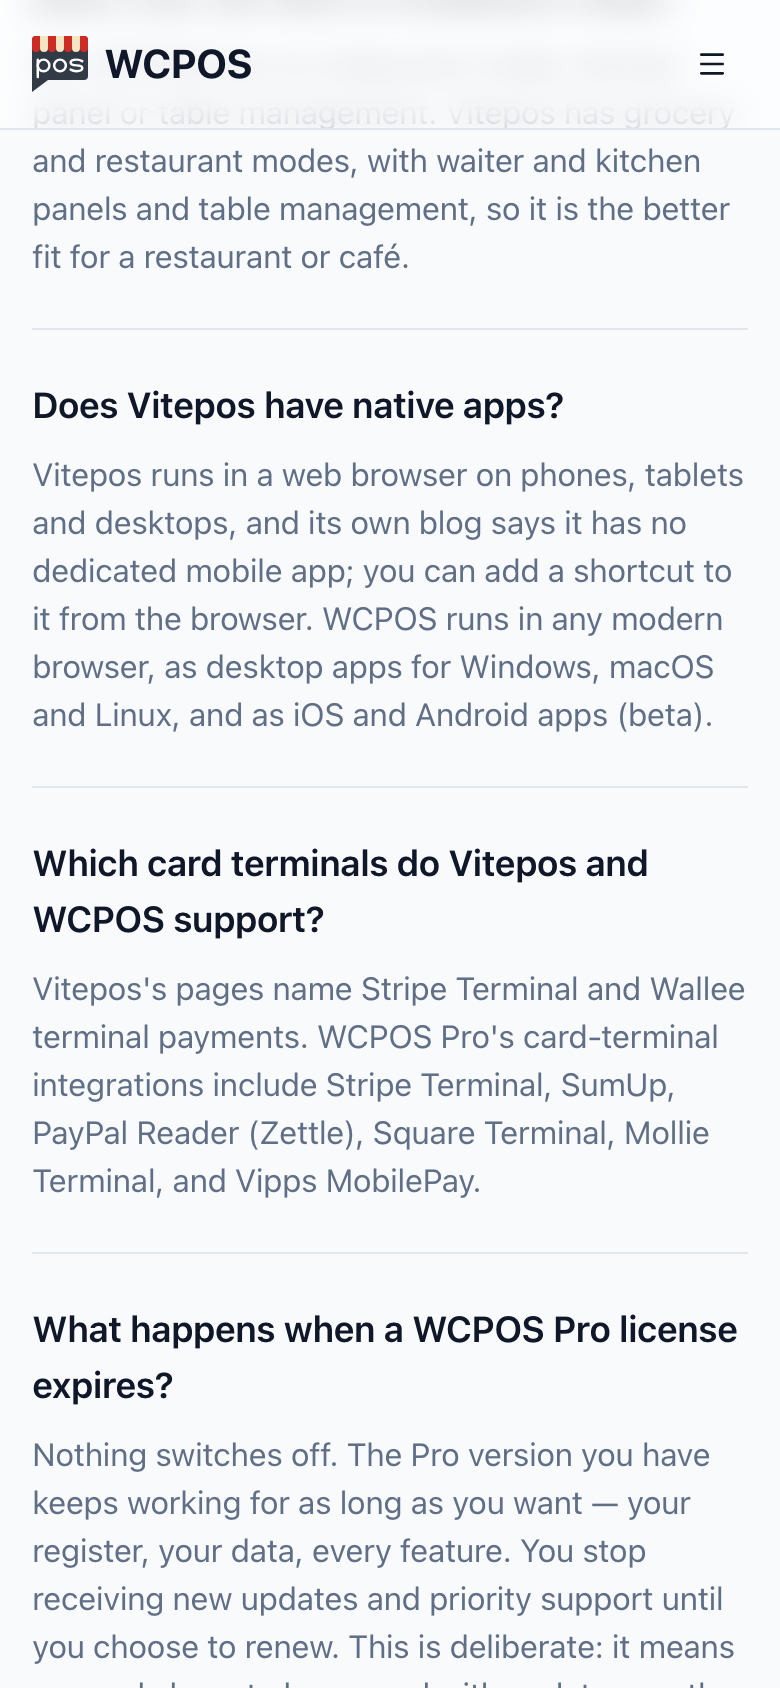 pos WCPOS
panel or table management. Vitepos has grocery
and restaurant modes, with waiter and kitchen
panels and table management, so it is the better
fit for a restaurant or café.
Does Vitepos have native apps?
Vitepos runs in a web browser on phones, tablets
and desktops, and its own blog says it has no
dedicated mobile app; you can add a shortcut to
it from the browser. WCPOS runs in any modern
browser, as desktop apps for Windows, macOS
and Linux, and as iOS and Android apps (beta).
Which card terminals do Vitepos and
WCPOS support?
Vitepos's pages name Stripe Terminal and Wallee
terminal payments. WCPOS Pro's card-terminal
integrations include Stripe Terminal, SumUp,
PayPal Reader (Zettle), Square Terminal, Mollie
Terminal, and Vipps MobilePay.
What happens when a WCPOS Pro license
expires?
Nothing switches off. The Pro version you have
keeps working for as long as you want — your
register, your data, every feature. You stop
receiving new updates and priority support until
you choose to renew. This is deliberate: it means